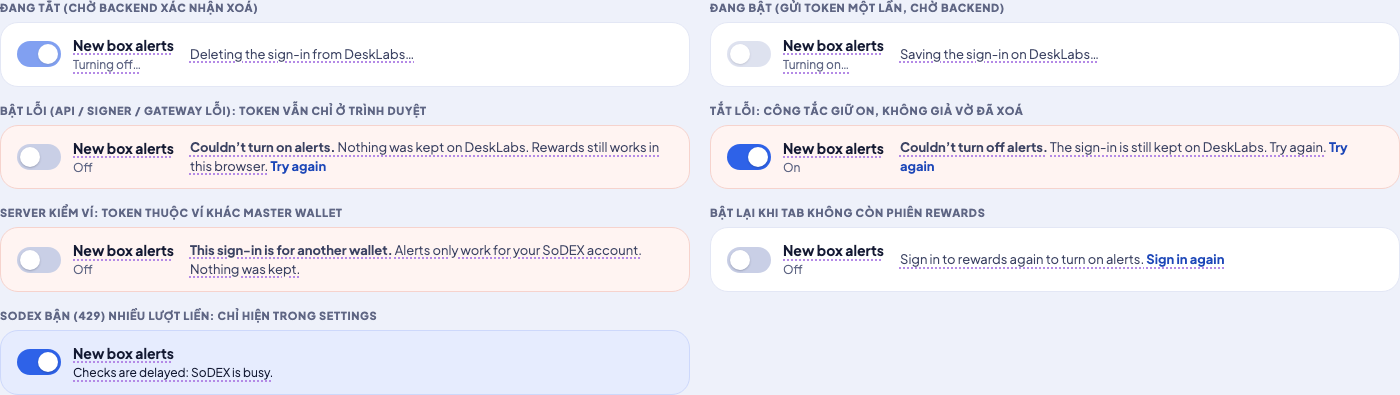 ĐANG TẮT (CHỜ BACKEND XÁC NHẬN XOÁ)
New box alerts
Turning off…
Deleting the sign-in from DeskLabs…
ĐANG BẬT (GỬI TOKEN MỘT LẦN, CHỜ BACKEND)
New box alerts
Turning on…
Saving the sign-in on DeskLabs…
BẬT LỖI (API / SIGNER / GATEWAY LỖI): TOKEN VẪN CHỈ Ở TRÌNH DUYỆT
New box alerts
Off
Couldn’t turn on alerts. Nothing was kept on DeskLabs. Rewards still works in
this browser. Try again
TẮT LỖI: CÔNG TẮC GIỮ ON, KHÔNG GIẢ VỜ ĐÃ XOÁ
New box alerts
On
Couldn’t turn off alerts. The sign-in is still kept on DeskLabs. Try again. Try
again
SERVER KIỂM VÍ: TOKEN THUỘC VÍ KHÁC MASTER WALLET
New box alerts
Off
This sign-in is for another wallet. Alerts only work for your SoDEX account.
Nothing was kept.
BẬT LẠI KHI TAB KHÔNG CÒN PHIÊN REWARDS
New box alerts
Off
Sign in to rewards again to turn on alerts. Sign in again
SODEX BẬN (429) NHIỀU LƯỢT LIỀN: CHỈ HIỆN TRONG SETTINGS
New box alerts
Checks are delayed: SoDEX is busy.